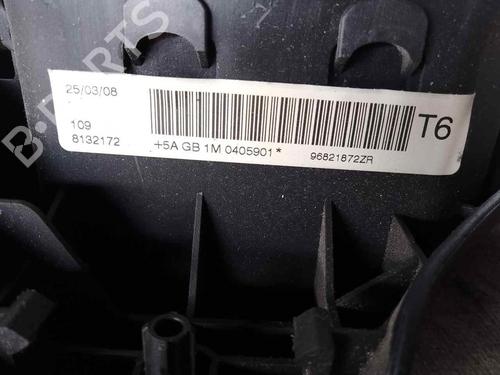 25/03/08
109
8132172
+5A GB 1M 0405901*
96821872ZR
T6
B-PARTS